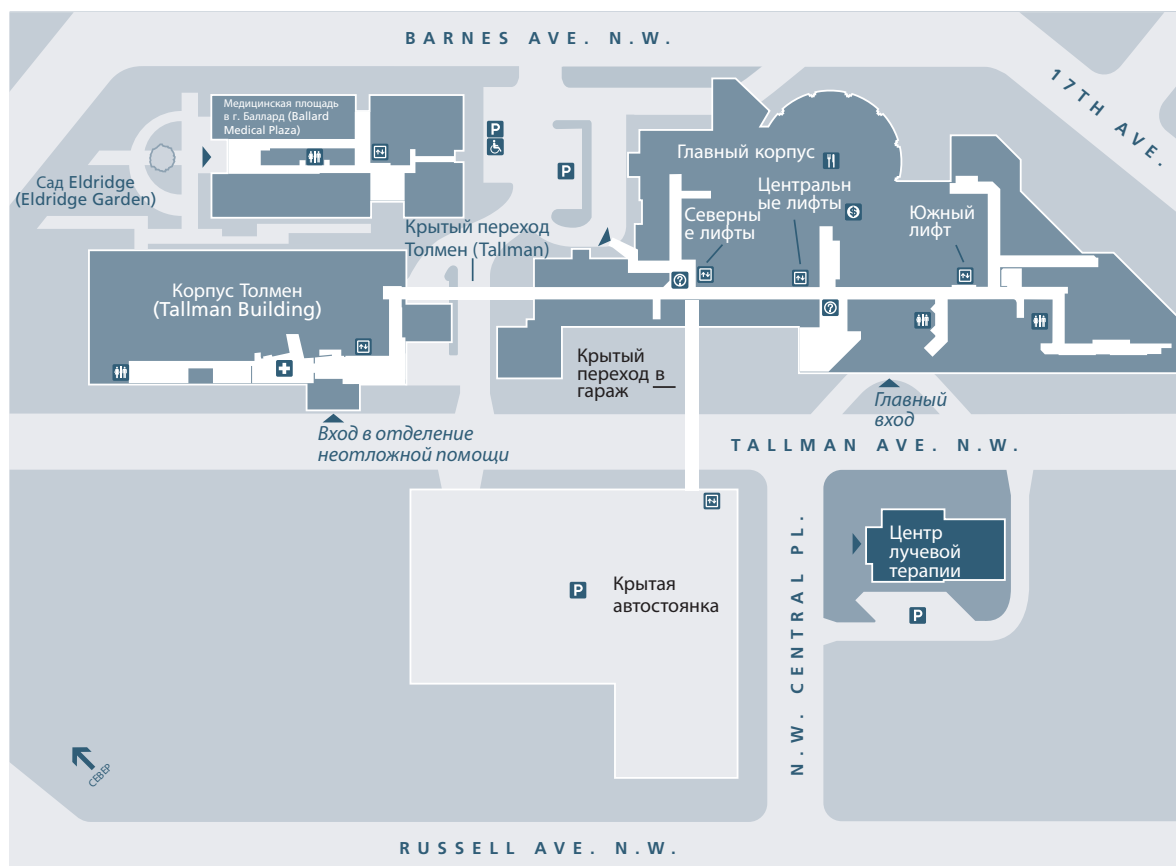 BARNES AVE. N.W.
17TH AVE.
Медицинская площадь
в г. Баллард (Ballard
Medical Plaza)
P
P
Главный корпус
Сад Eldridge
(Eldridge Garden)
Центральн
ые лифты
Северны
е лифты
Южный
лифт
$
Крытый переход
Толмен (Tallman)
?
?
Корпус Толмен
(Tallman Building)
Крытый
переход в
гараж
Главный
вход
Вход в отделение
неотложной помощи
TALLMAN AVE. N.W.
N.W. CENTRAL PL.
Центр
лучевой
терапии
P
Крытая
автостоянка
P
СЕВЕР
RUSSELL AVE. N.W.